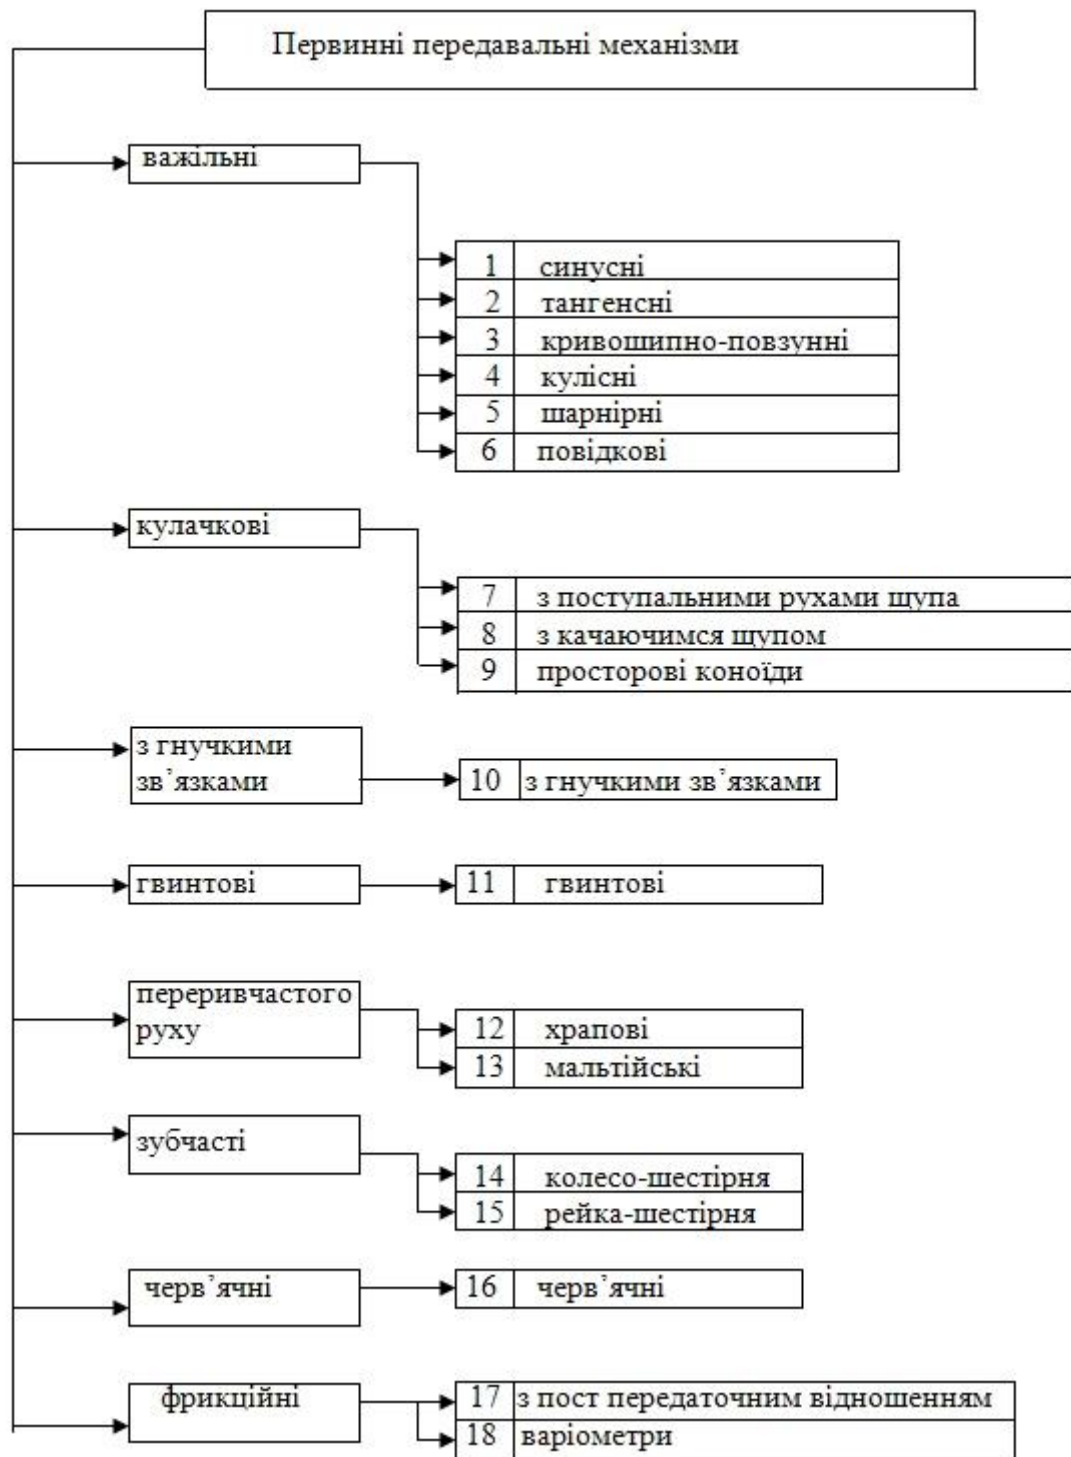 Первинні передавальні механізми
важільні
1 синусні
2 тангенсні
3 кривошипно-повзунні
4 кулісні
5 шарнірні
6 повідкові
кулачкові
7 з поступальними рухами щупа
8 з качаючимся щупом
9 просторові коноїди
з гнучкими
зв’язками
10 з гнучкими зв’язками
гвинтові
11 гвинтові
переривчастого
руху
12 храпові
13 мальтійські
зубчасті
14 колесо-шестірня
15 рейка-шестірня
черв’ячні
16 черв’ячні
фрикційні
17 з пост передаточним відношенням
18 варіометри